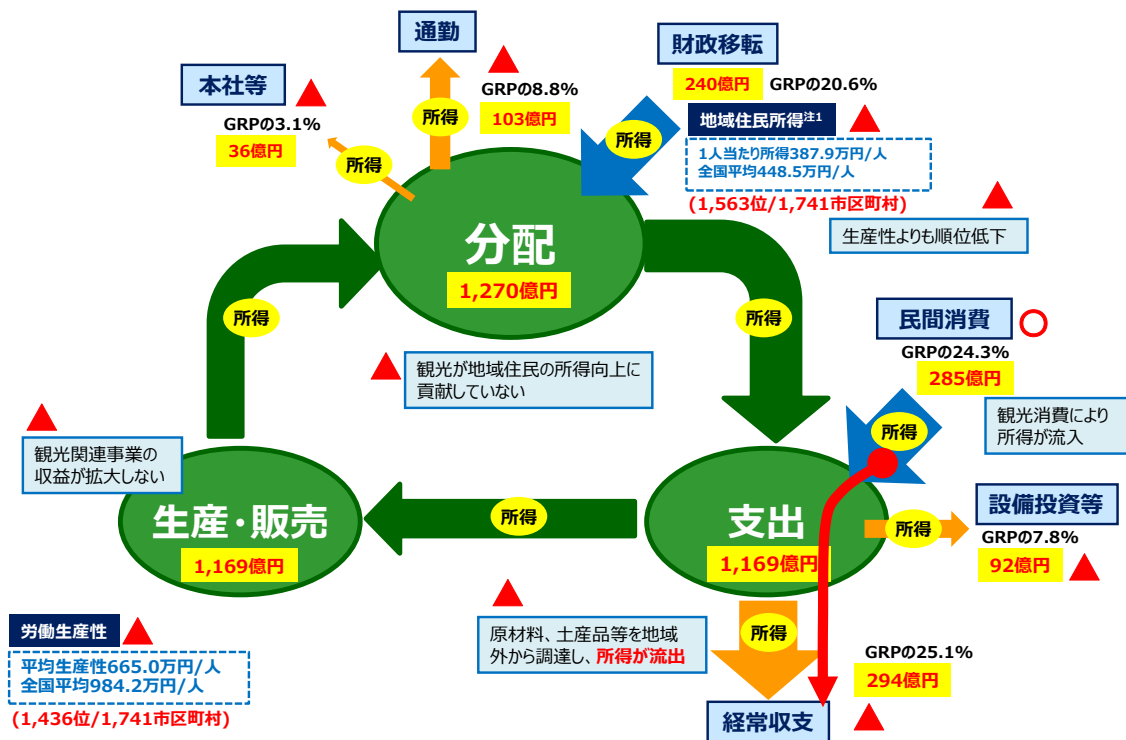 通勤
GRPの8.8%
103億円
所得
本社等
GRPの3.1%
36億円
所得
財政移転
240億円 GRPの20.6%
所得
地域住民所得注1
1人当たり所得387.9万円/人
全国平均448.5万円/人
(1,563位/1,741市区町村)
生産性よりも順位低下
分配
1,270億円
所得
所得
観光が地域住民の所得向上に
貢献していない
民間消費
GRPの24.3%
285億円
所得
観光消費により
所得が流入
観光関連事業の
収益が拡大しない
生産・販売
1,169億円
所得
支出
1,169億円
所得
設備投資等
GRPの7.8%
92億円
労働生産性
平均生産性665.0万円/人
全国平均984.2万円/人
(1,436位/1,741市区町村)
原材料、土産品等を地域
外から調達し、所得が流出
所得
GRPの25.1%
294億円
経常収支